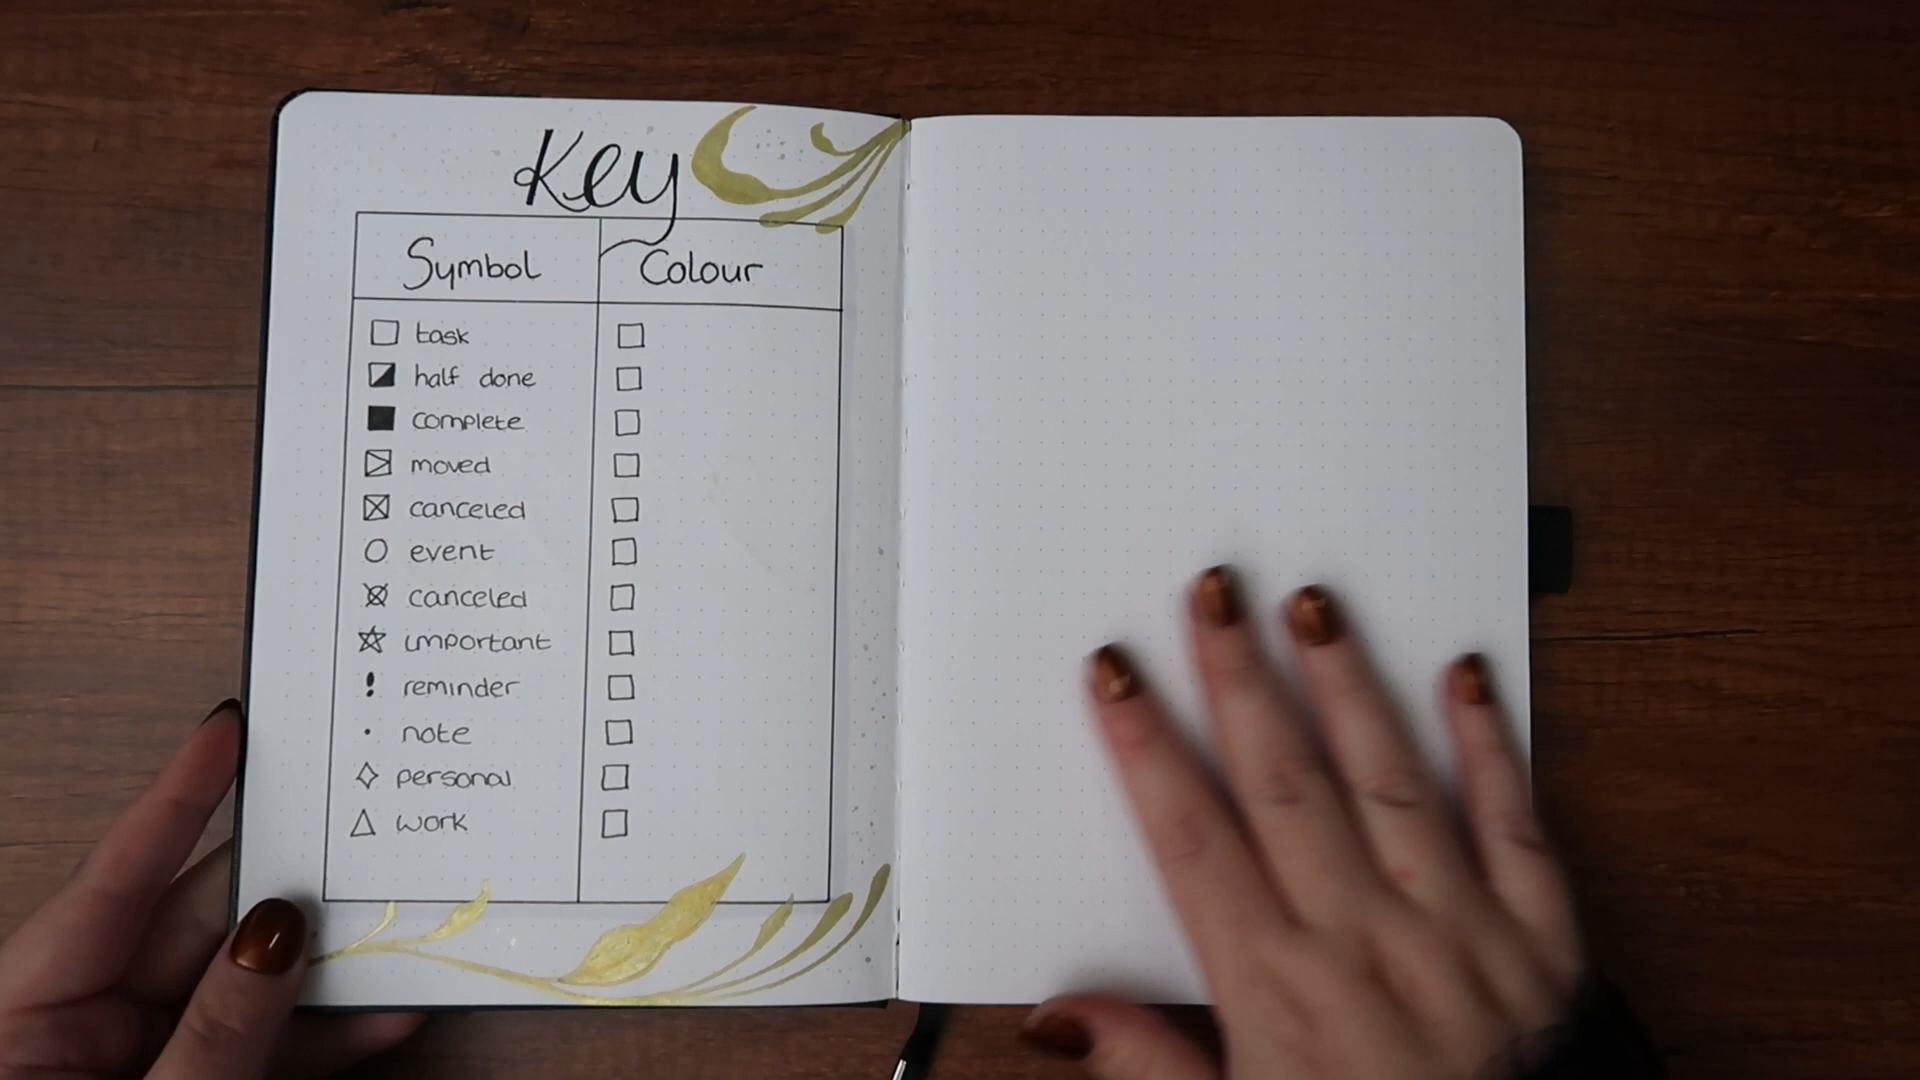 Key
Symbol Colour
task
half done
complete
moved
canceled
event
canceled
important
! reminder
· note
personal
work